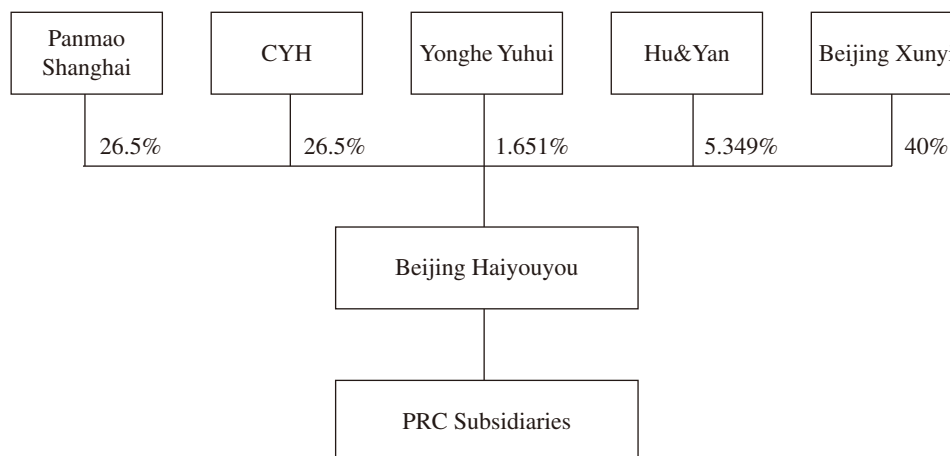 Panmao
Shanghai
CYH
Yonghe Yuhui
Hu&Yan
Beijing
26.5%
26.5%
1.651%
5.349%
40%
Beijing Haiyouyou
PRC Subsidiaries